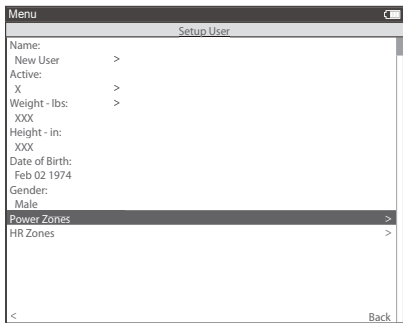 Menu
Setup User
Name:
New User >
Active:
X >
Weight - lbs: >
XXX
Height - in:
XXX
Date of Birth:
Feb 02 1974
Gender:
Male
Power Zones >
HR Zones >
< Back